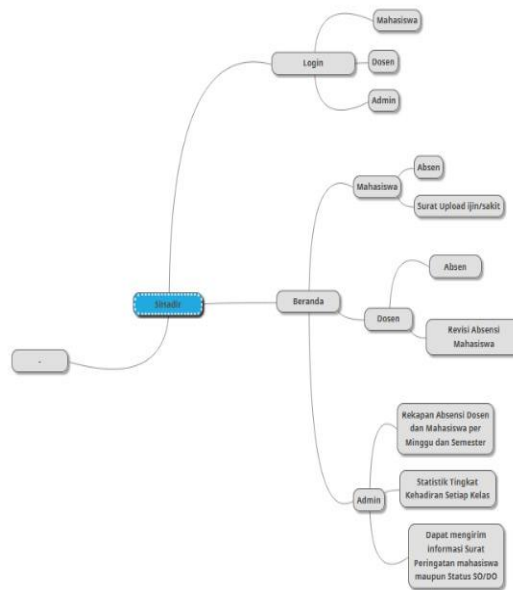 Mahasiswa
Login
Dosen
Admin
Absen
Mahasiswa
Surat Upload ijin/sakit
Absen
Sinadir
Beranda
Dosen
Revisi Absensi
Mahasiswa
-
Rekapan Absensi Dosen
dan Mahasiswa per
Minggu dan Semester
Statistik Tingkat
Kehadiran Setiap Kelas
Admin
Dapat mengirim
informasi Surat
Peringatan mahasiswa
maupun Status SO/DO